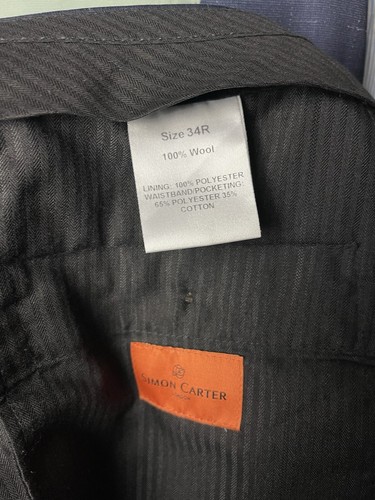 Size 34R
100% Wool
LINING: 100% POLYESTER
WAISTBAND/POCKETING:
65% POLYESTER 35%
COTTON
SIMON CARTER